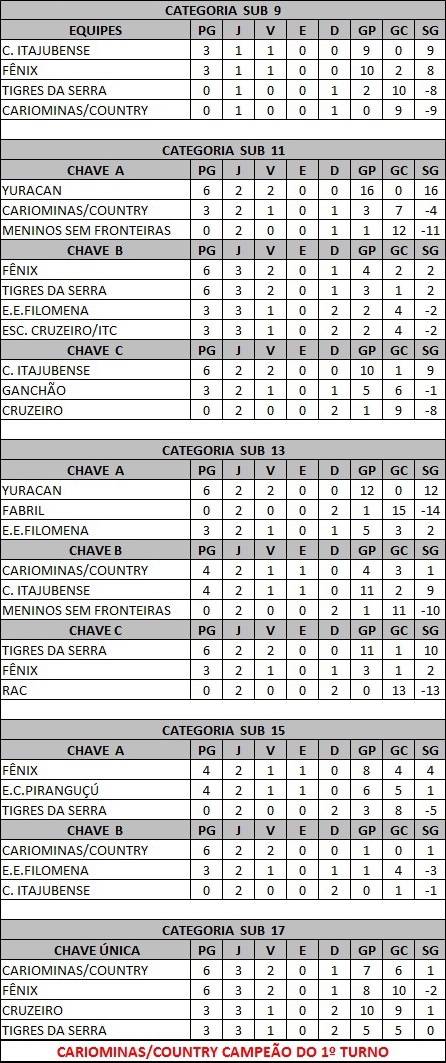 CATEGORIA SUB 9
EQUIPES PG J V E D GP GC SG
C. ITAJUBENSE 3 1 1 0 0 9 0 9
FÊNIX 3 1 1 0 0 10 2 8
TIGRES DA SERRA 0 1 0 0 1 2 10 -8
CARIOMINAS/COUNTRY 0 1 0 0 1 0 9 -9
CATEGORIA SUB 11
CHAVE A PG J V E D GP GC SG
YURACAN 6 2 2 0 0 16 0 16
CARIOMINAS/COUNTRY 3 2 1 0 1 3 7 -4
MENINOS SEM FRONTEIRAS 0 2 0 0 1 1 12 -11
CHAVE B PG J V E D GP GC SG
FÊNIX 6 3 2 0 1 4 2 2
TIGRES DA SERRA 6 3 2 0 1 3 1 2
E.E.FILOMENA 3 3 1 0 2 2 4 -2
ESC. CRUZEIRO/ITC 3 3 1 0 2 2 4 -2
CHAVE C PG J V E D GP GC SG
C. ITAJUBENSE 6 2 2 0 0 10 1 9
GANCHÃO 3 2 1 0 1 5 6 -1
CRUZEIRO 0 2 0 0 2 1 9 -8
CATEGORIA SUB 13
CHAVE A PG J V E D GP GC SG
YURACAN 6 2 2 0 0 12 0 12
FABRIL 0 2 0 0 2 1 15 -14
E.E.FILOMENA 3 2 1 0 1 5 3 2
CHAVE B PG J V E D GP GC SG
CARIOMINAS/COUNTRY 4 2 1 1 0 4 3 1
C. ITAJUBENSE 4 2 1 1 0 11 2 9
MENINOS SEM FRONTEIRAS 0 2 0 0 2 1 11 -10
CHAVE C PG J V E D GP GC SG
TIGRES DA SERRA 6 2 2 0 0 11 1 10
FÊNIX 3 2 1 0 1 3 1 2
RAC 0 2 0 0 2 0 13 -13
CATEGORIA SUB 15
CHAVE A PG J V E D GP GC SG
FÊNIX 4 2 1 1 0 8 4 4
E.C.PIRANGUÇÚ 4 2 1 1 0 6 5 1
TIGRES DA SERRA 0 2 0 0 2 3 8 -5
CHAVE B PG J V E D GP GC SG
CARIOMINAS/COUNTRY 6 2 2 0 0 1 0 1
E.E.FILOMENA 3 2 1 0 1 1 4 -3
C. ITAJUBENSE 0 2 0 0 2 0 1 -1
CATEGORIA SUB 17
CHAVE ÚNICA PG J V E D GP GC SG
CARIOMINAS/COUNTRY 6 3 2 0 1 7 6 1
FÊNIX 6 3 2 0 1 8 10 -2
CRUZEIRO 3 3 1 0 2 10 9 1
TIGRES DA SERRA 3 3 1 0 2 5 5 0
CARIOMINAS/COUNTRY CAMPEÃO DO 1º TURNO